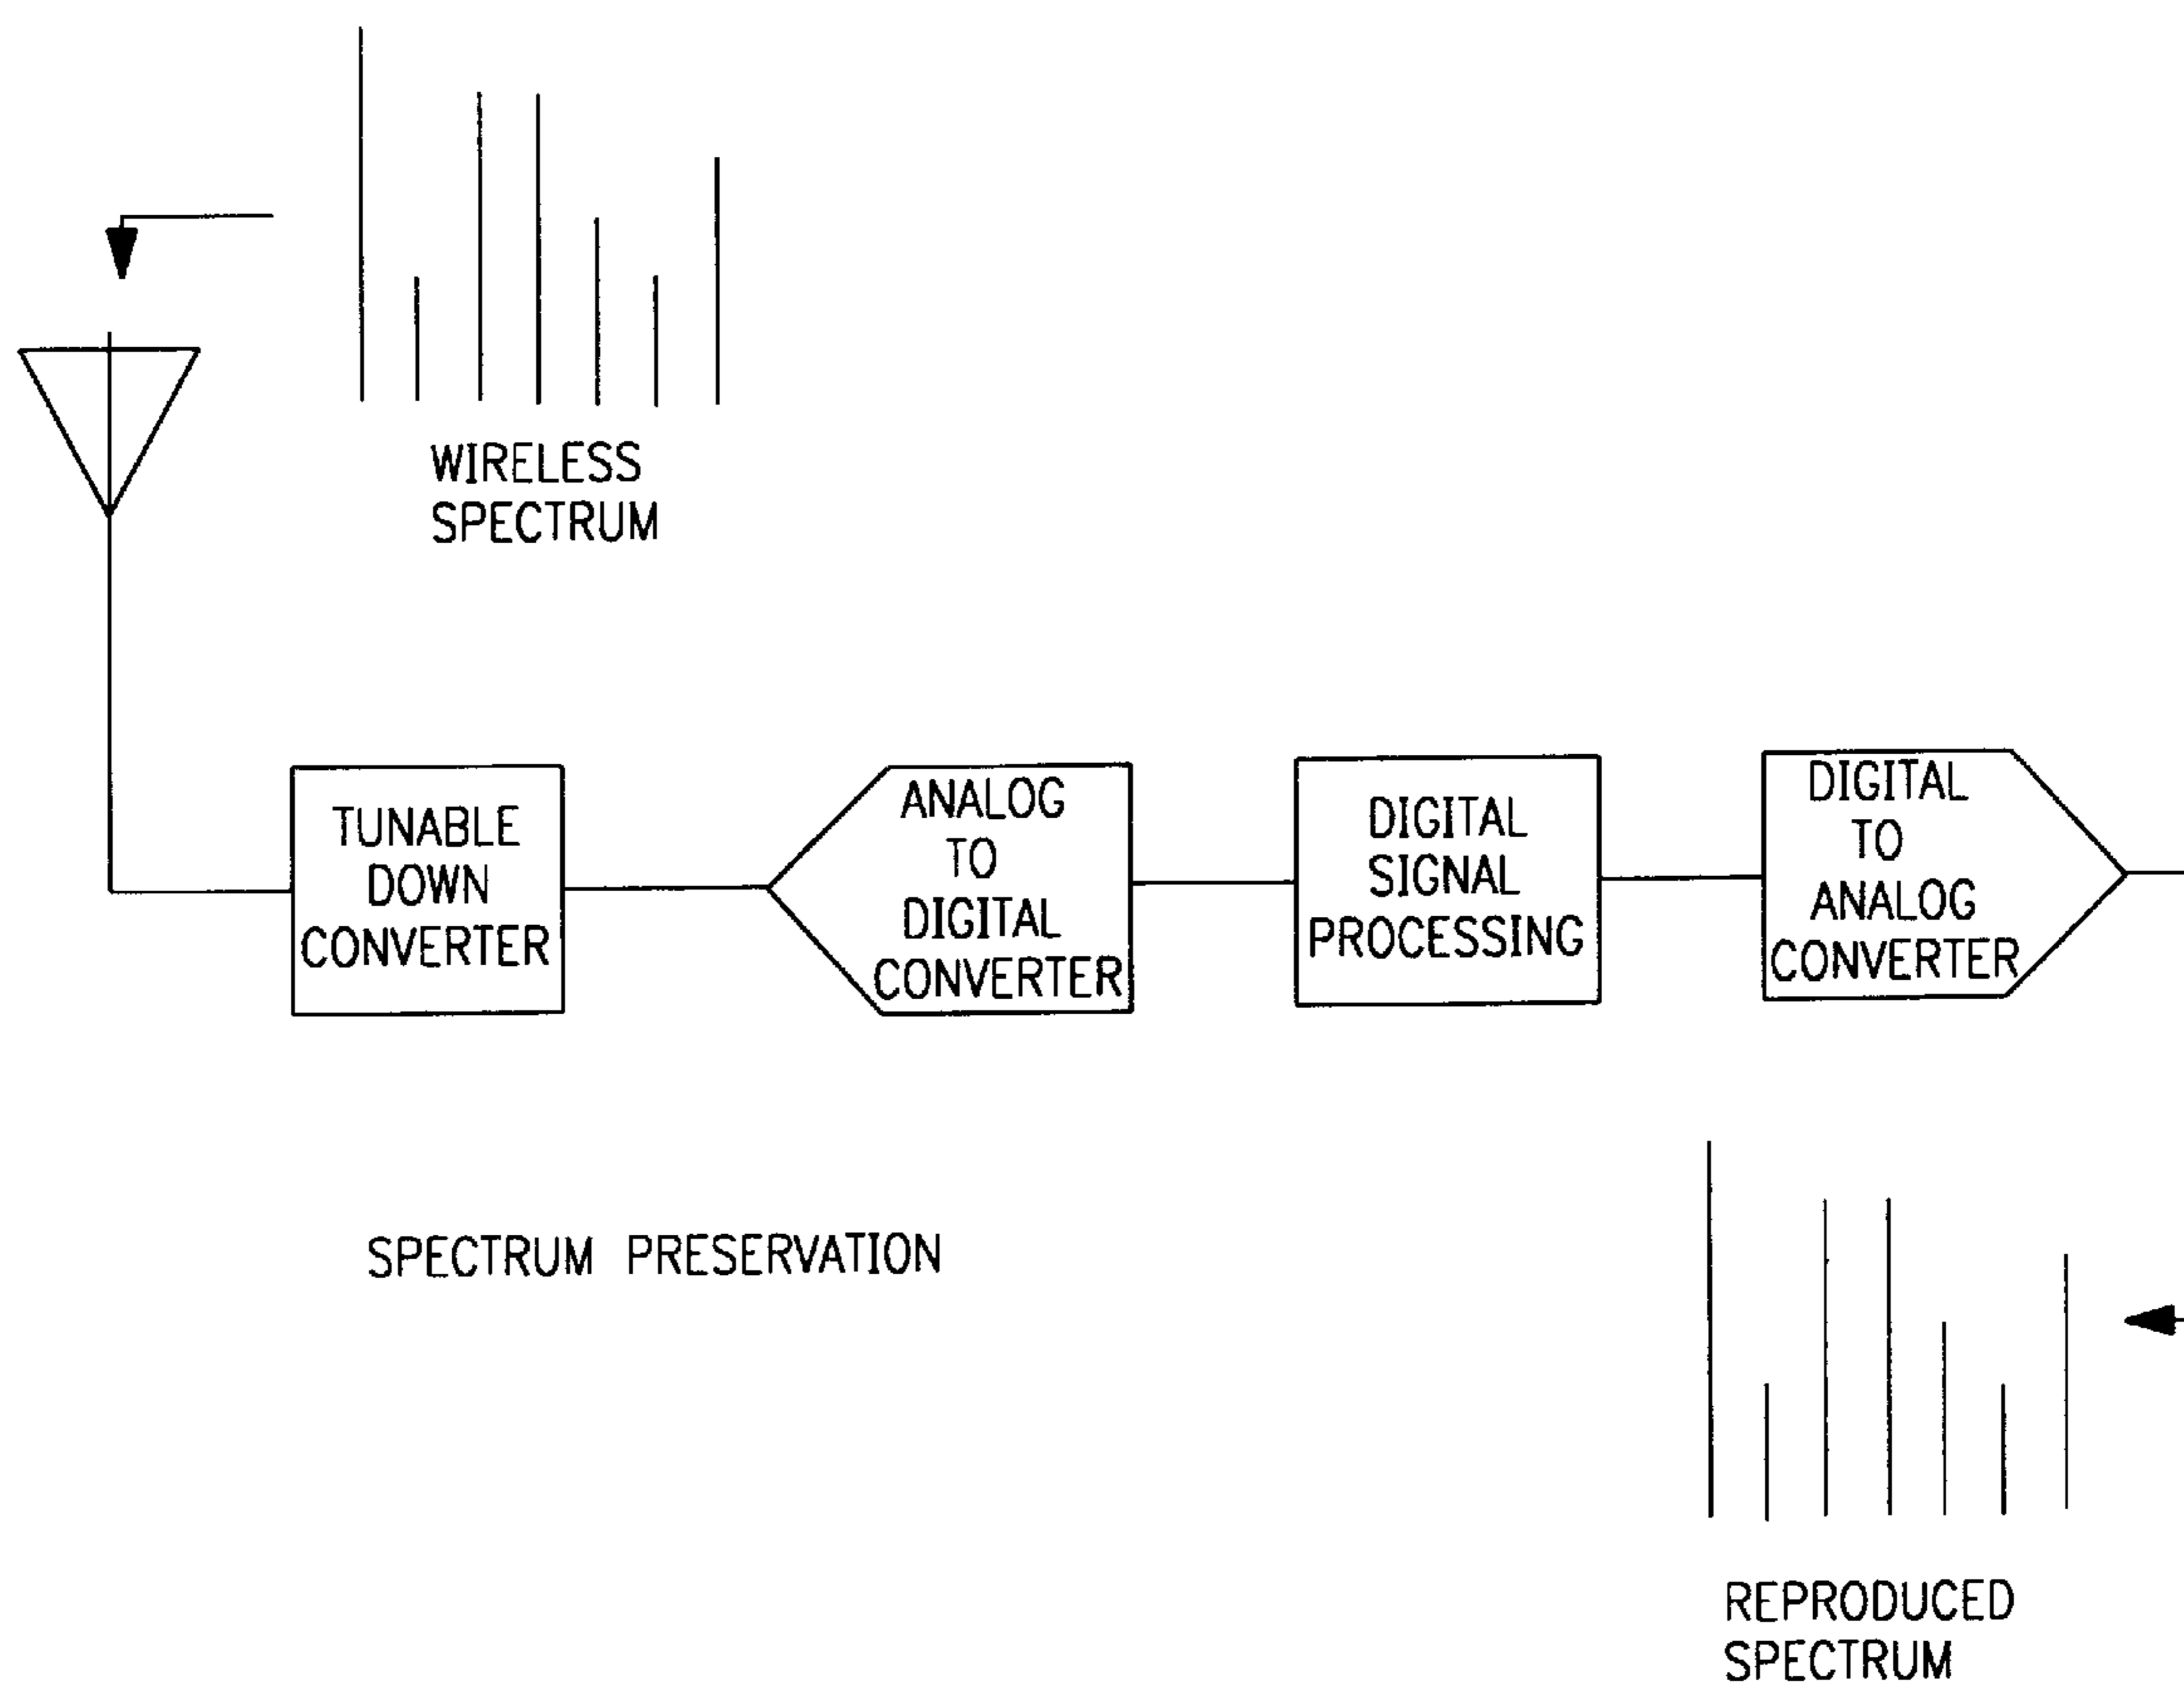 WIRELESS
SPECTRUM
TUNABLE
DOWN
CONVERTER
ANALOG
TO
DIGITAL
CONVERTER
DIGITAL
SIGNAL
PROCESSING
DIGITAL
TO
ANALOG
CONVERTER
SPECTRUM PRESERVATION
REPRODUCED
SPECTRUM